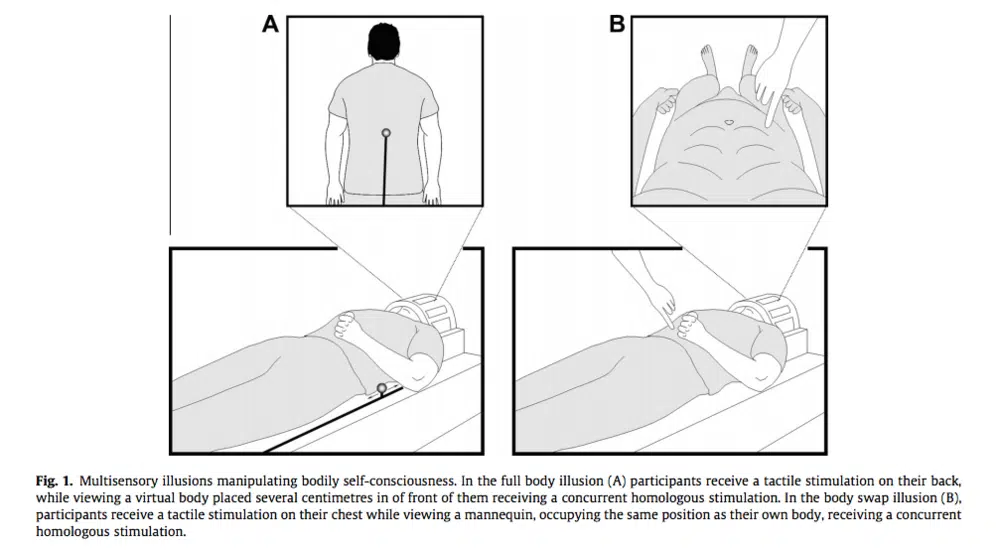 A
B
Fig. 1. Multisensory illusions manipulating bodily self-consciousness. In the full body illusion (A) participants receive a tactile stimulation on their back,
while viewing a virtual body placed several centimetres in of front of them receiving a concurrent homologous stimulation. In the body swap illusion (B),
participants receive a tactile stimulation on their chest while viewing a mannequin, occupying the same position as their own body, receiving a concurrent
homologous stimulation.